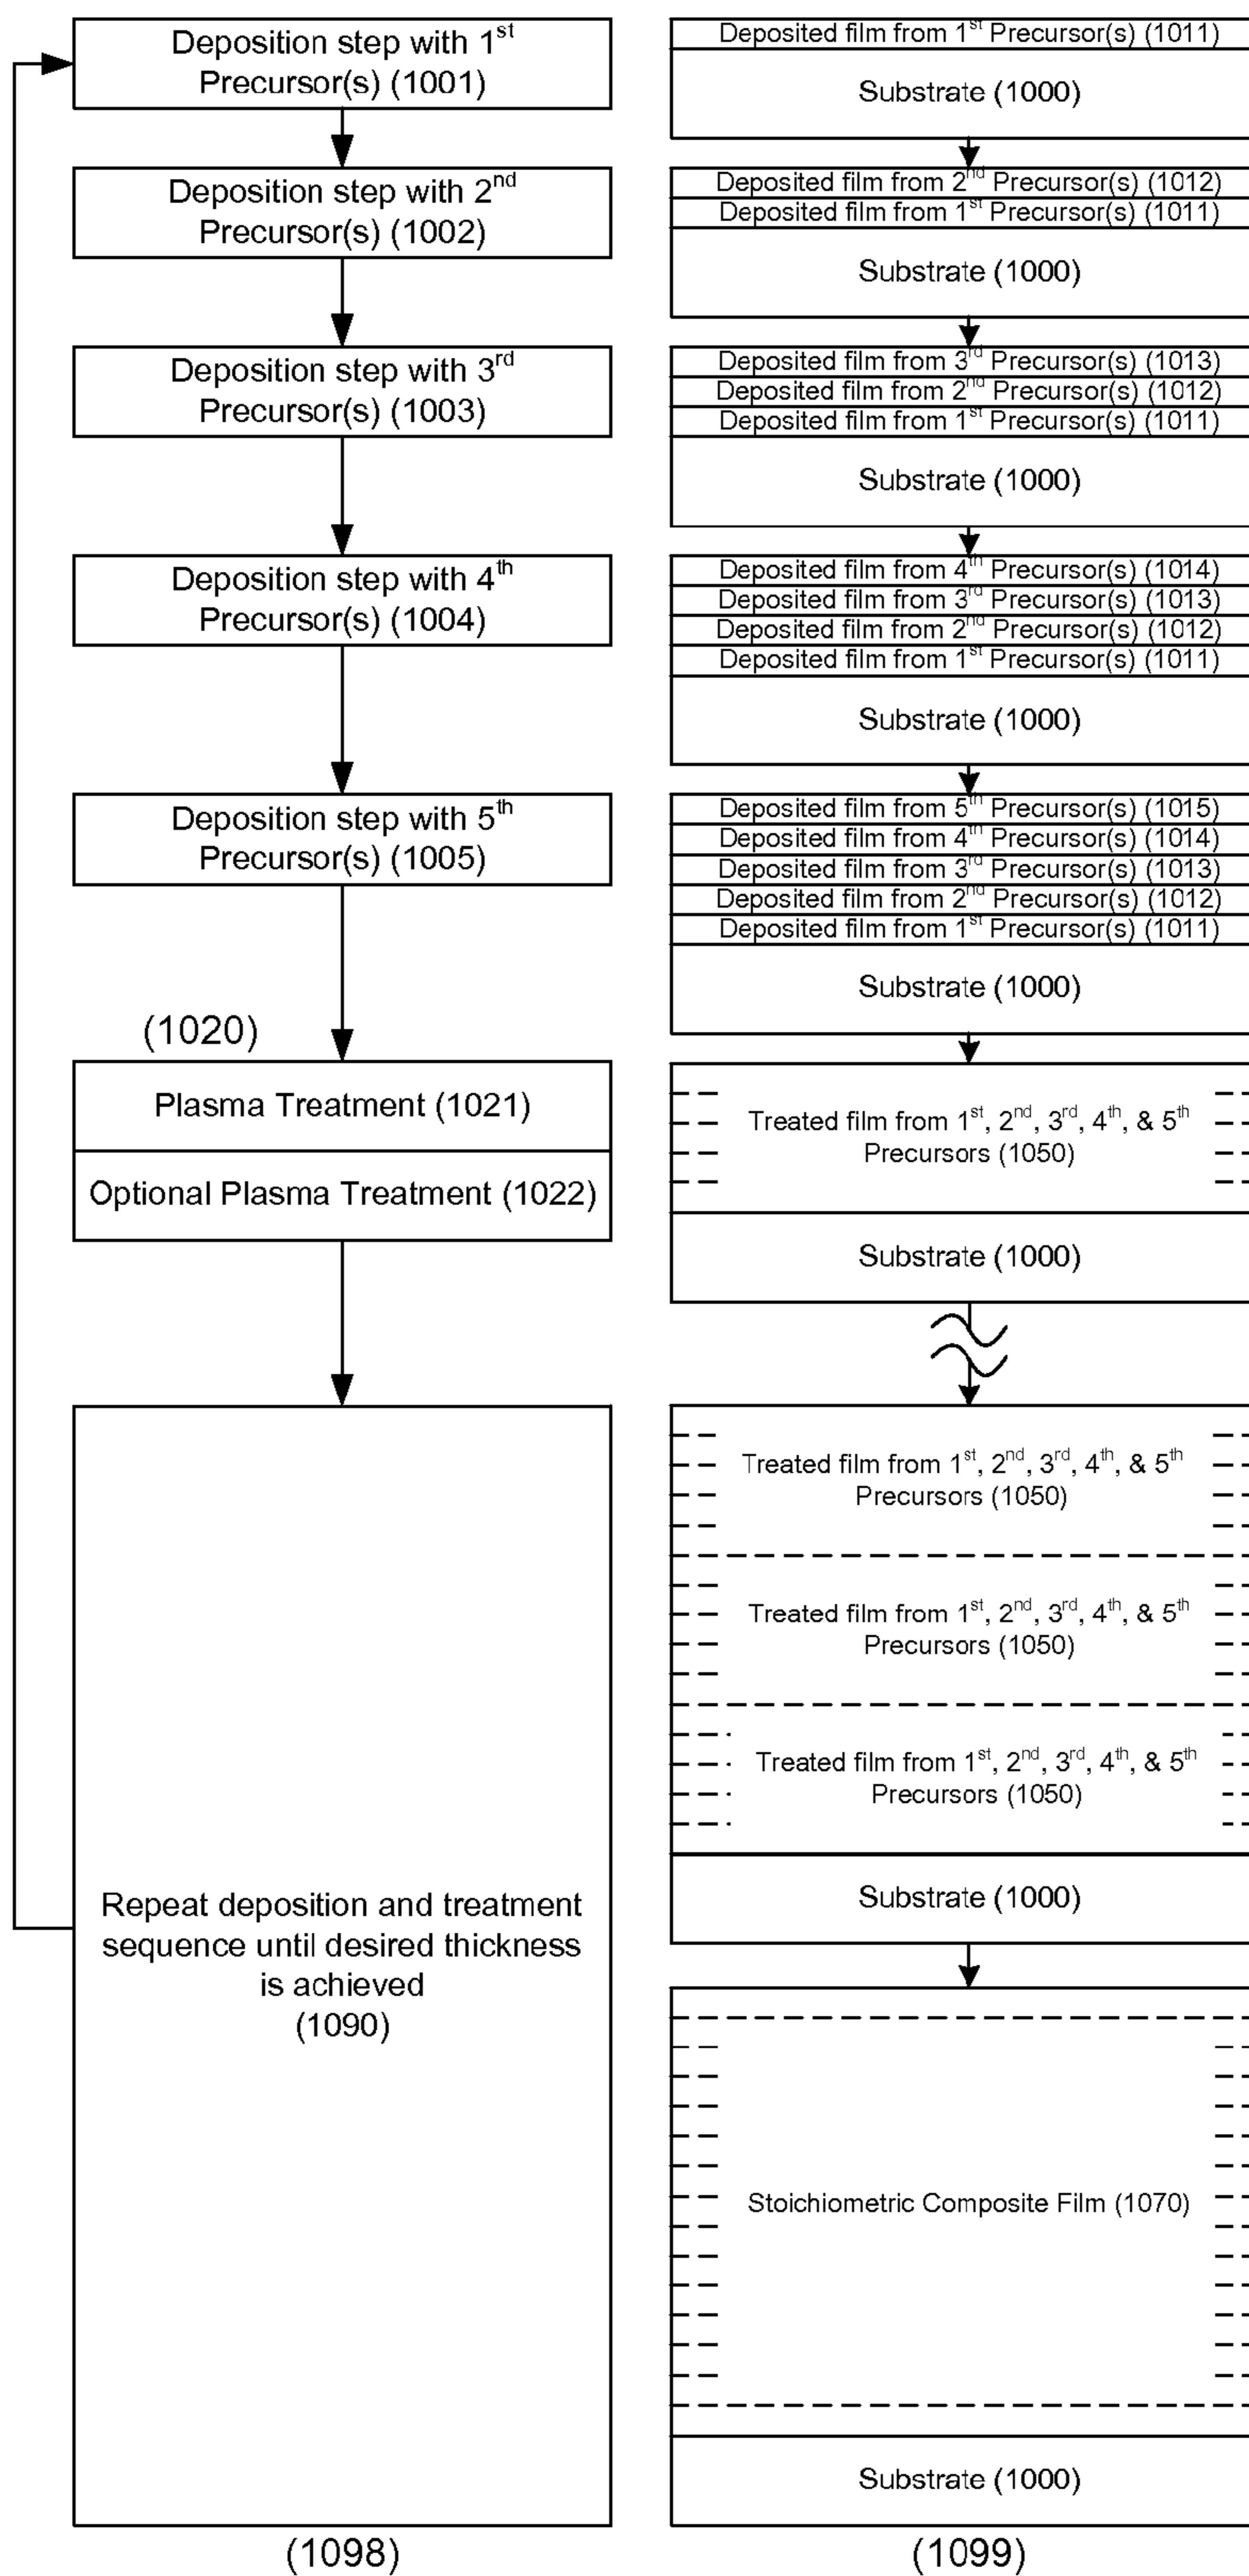 Deposition step with 1st
Precursor(s) (1001)
Deposition step with 2nd
Precursor(s) (1002)
Deposition step with 3rd
Precursor(s) (1003)
Deposition step with 4th
Precursor(s) (1004)
Deposition step with 5th
Precursor(s) (1005)
(1020)
Plasma Treatment (1021)
Optional Plasma Treatment (1022)
Repeat deposition and treatment
sequence until desired thickness
is achieved
(1090)
(1098)
Deposited film from 1st Precursor(s) (1011)
Substrate (1000)
Deposited film from 2nd Precursor(s) (1012)
Deposited film from 1st Precursor(s) (1011)
Substrate (1000)
Deposited film from 3rd Precursor(s) (1013)
Deposited film from 2nd Precursor(s) (1012)
Deposited film from 1st Precursor(s) (1011)
Substrate (1000)
Deposited film from 4th Precursor(s) (1014)
Deposited film from 3rd Precursor(s) (1013)
Deposited film from 2nd Precursor(s) (1012)
Deposited film from 1st Precursor(s) (1011)
Substrate (1000)
Deposited film from 5th Precursor(s) (1015)
Deposited film from 4th Precursor(s) (1014)
Deposited film from 3rd Precursor(s) (1013)
Deposited film from 2nd Precursor(s) (1012)
Deposited film from 1st Precursor(s) (1011)
Substrate (1000)
Treated film from 1st, 2nd, 3rd, 4th, & 5th
Precursors (1050)
Substrate (1000)
Treated film from 1st, 2nd, 3rd, 4th, & 5th
Precursors (1050)
Treated film from 1st, 2nd, 3rd, 4th, & 5th
Precursors (1050)
Treated film from 1st, 2nd, 3rd, 4th, & 5th
Precursors (1050)
Substrate (1000)
Stoichiometric Composite Film (1070)
Substrate (1000)
(1099)